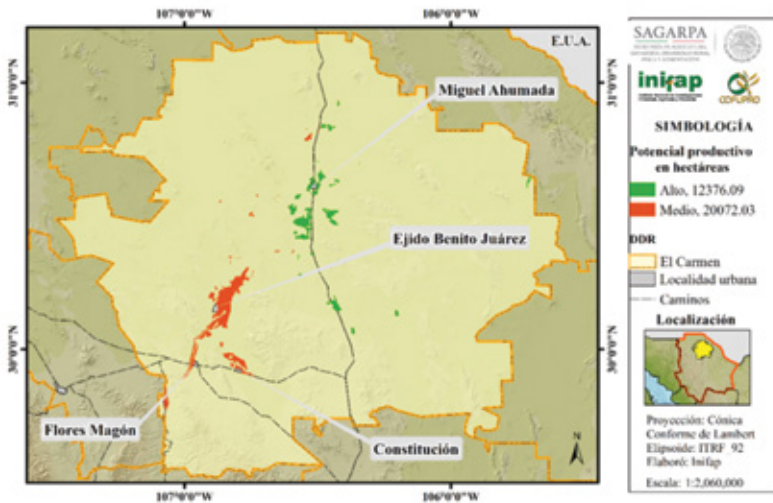 107°0'0"W
106°0'0"W
E.U.A.
31°0'0"N
31°0'0"N
Miguel Ahumada
Ejido Benito Juárez
30°0'0"N
30°0'0"N
Flores Magón
Constitución
N
107°0'0"W
106°0'0"W
SAGARPA
inifap
COFUPRO
SIMBOLOGÍA
Potencial productivo
en hectáreas
Alto, 12376.09
Medio, 20072.03
DDR
El Carmen
Localidad urbana
Caminos
Localización
Proyección: Cónica
Conforme de Lambert
Elipsoide: ITRF 92
Elaboró: Inifap
Escala: 1:2,060,000